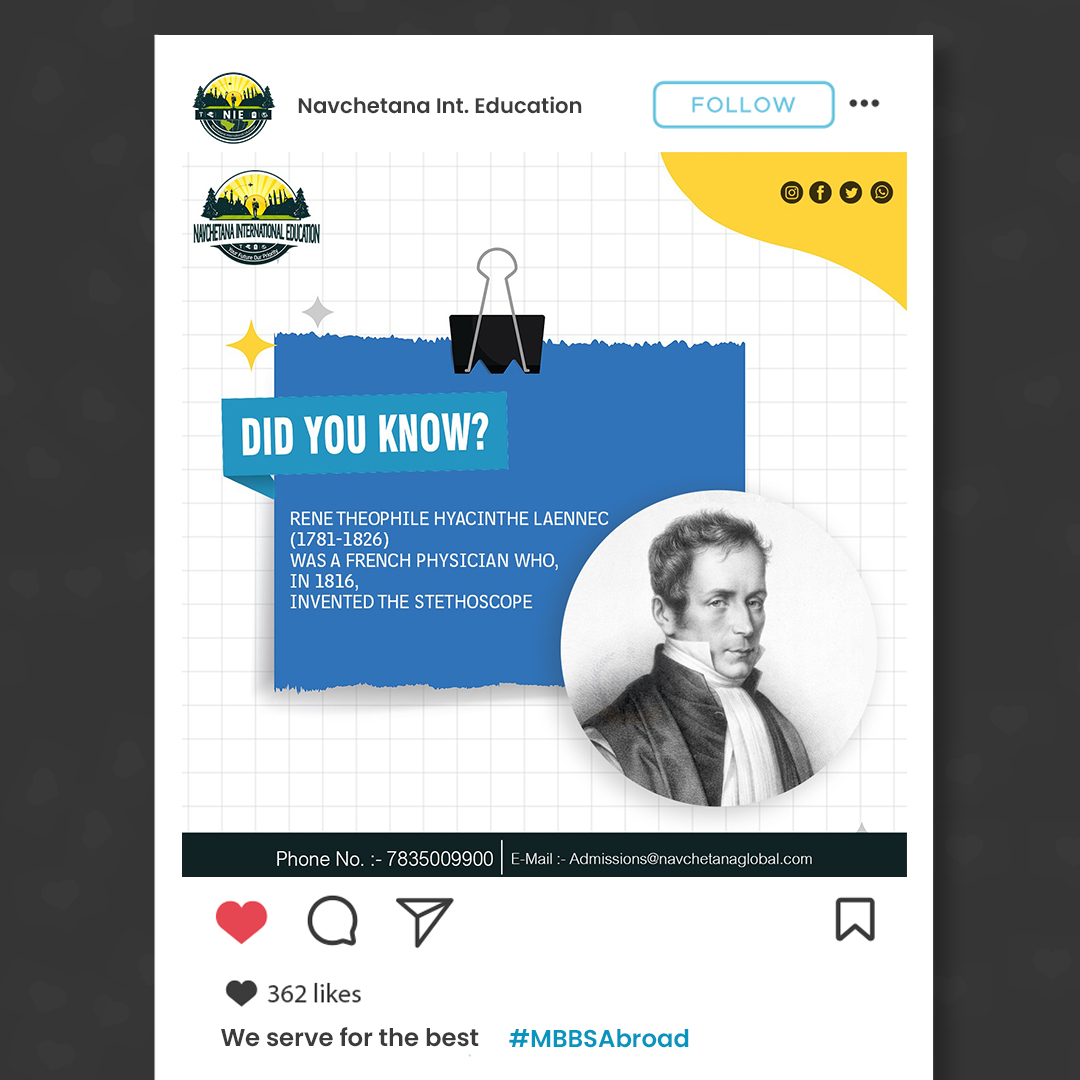 NIE
Navchetana Int. Education
FOLLOW
NAVCHETANA INTERNATIONAL EDUCATION
Your Future Our Priority
DID YOU KNOW?
RENE THEOPHILE HYACINTHE LAENNEC
(1781-1826)
WAS A FRENCH PHYSICIAN WHO,
IN 1816,
INVENTED THE STETHOSCOPE
Phone No. :- 7835009900
E-Mail :- Admissions@navchetanaglobal.com
362 likes
We serve for the best #MBBSAbroad